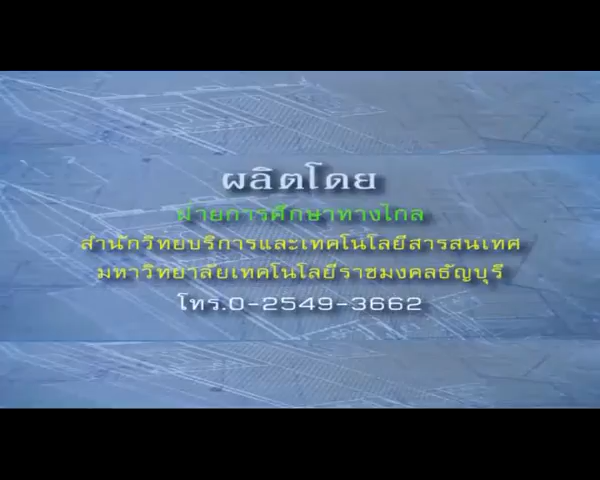 ผลิตโดย
ฝ่ายการศึกษาทางไกล
สำนักวิทยบริการและเทคโนโลยีสารสนเทศ
มหาวิทยาลัยเทคโนโลยีราชมงคลธัญบุรี
โทร.0-2549-3662